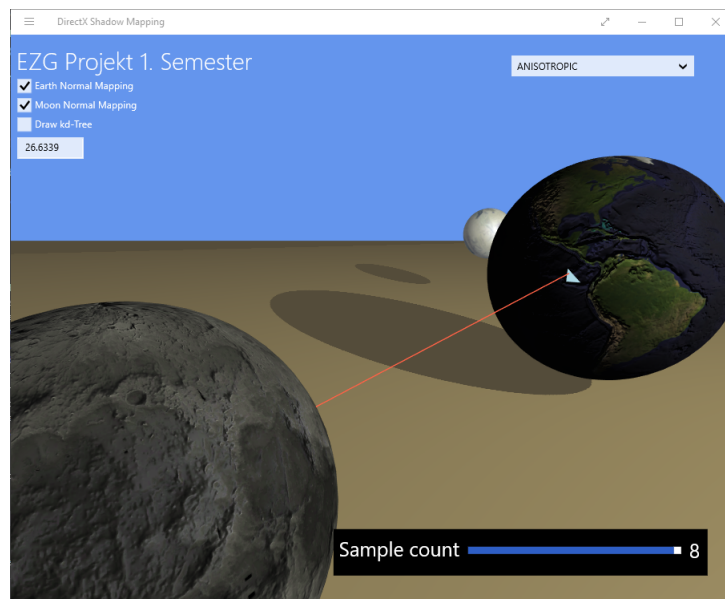 DirectX Shadow Mapping
EZG Projekt 1. Semester
ANISOTROPIC
Earth Normal Mapping
Moon Normal Mapping
Draw kd-Tree
26.6339
Sample count 8